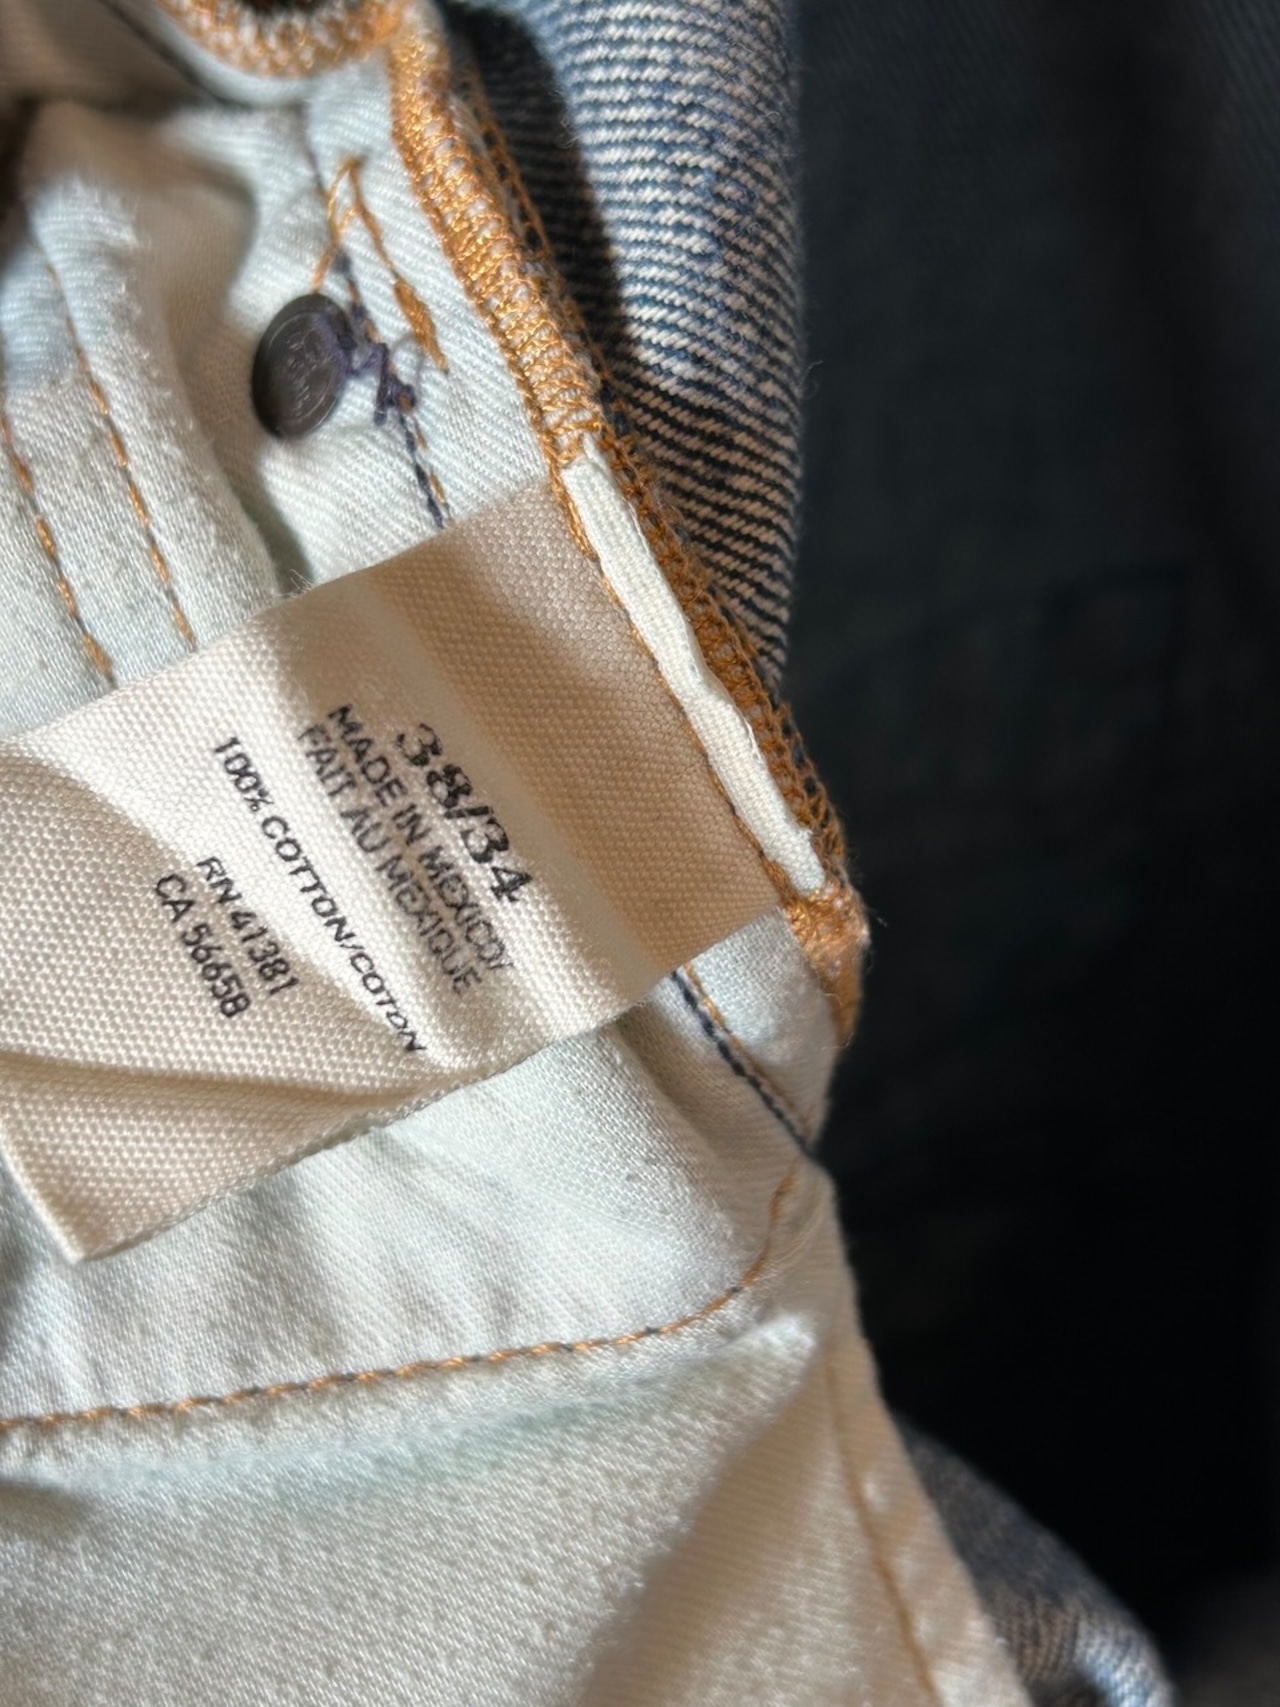 38/34
MADE IN MEXICO/
FAIT AU MEXIQUE
100% COTTON/COTON
RN 41381
CA 56658